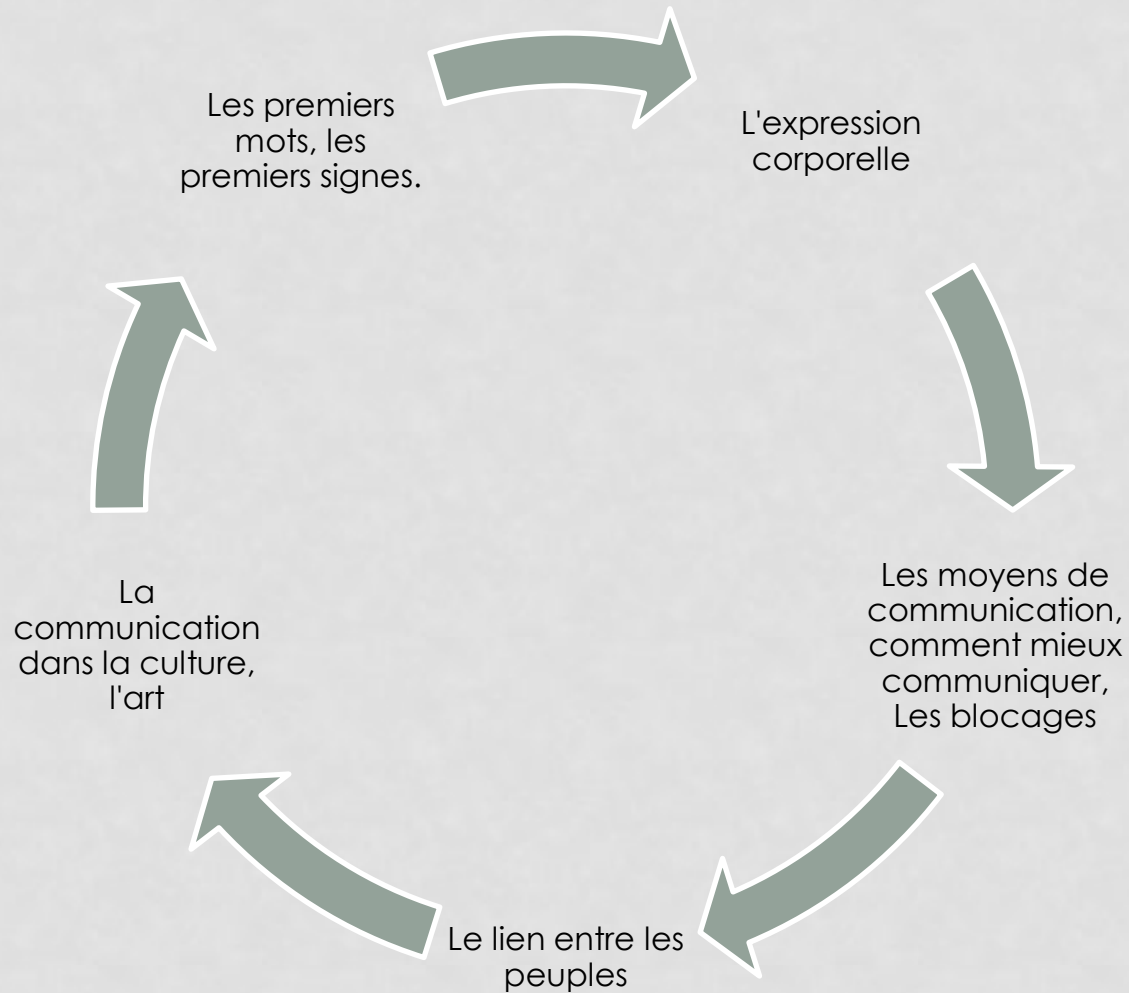 Les premiers
mots, les
premiers signes.
L'expression
corporelle
Les moyens de
communication,
comment mieux
communiquer,
Les blocages
Le lien entre les
peuples
La
communication
dans la culture,
l'art